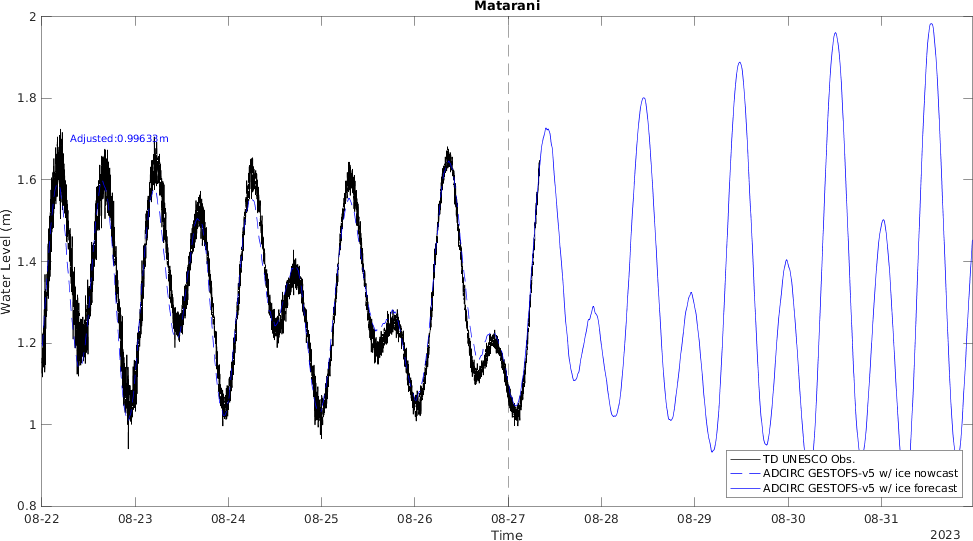 Matarani
2
1.8
1.6
1.4
1.2
1
0.8
Water Level (m)
Adjusted:0.99633m
TD UNESCO Obs.
ADCIRC GESTOFS-v5 w/ ice nowcast
ADCIRC GESTOFS-v5 w/ ice forecast
08-22 08-23 08-24 08-25 08-26 08-27 08-28 08-29 08-30 08-31
Time
2023